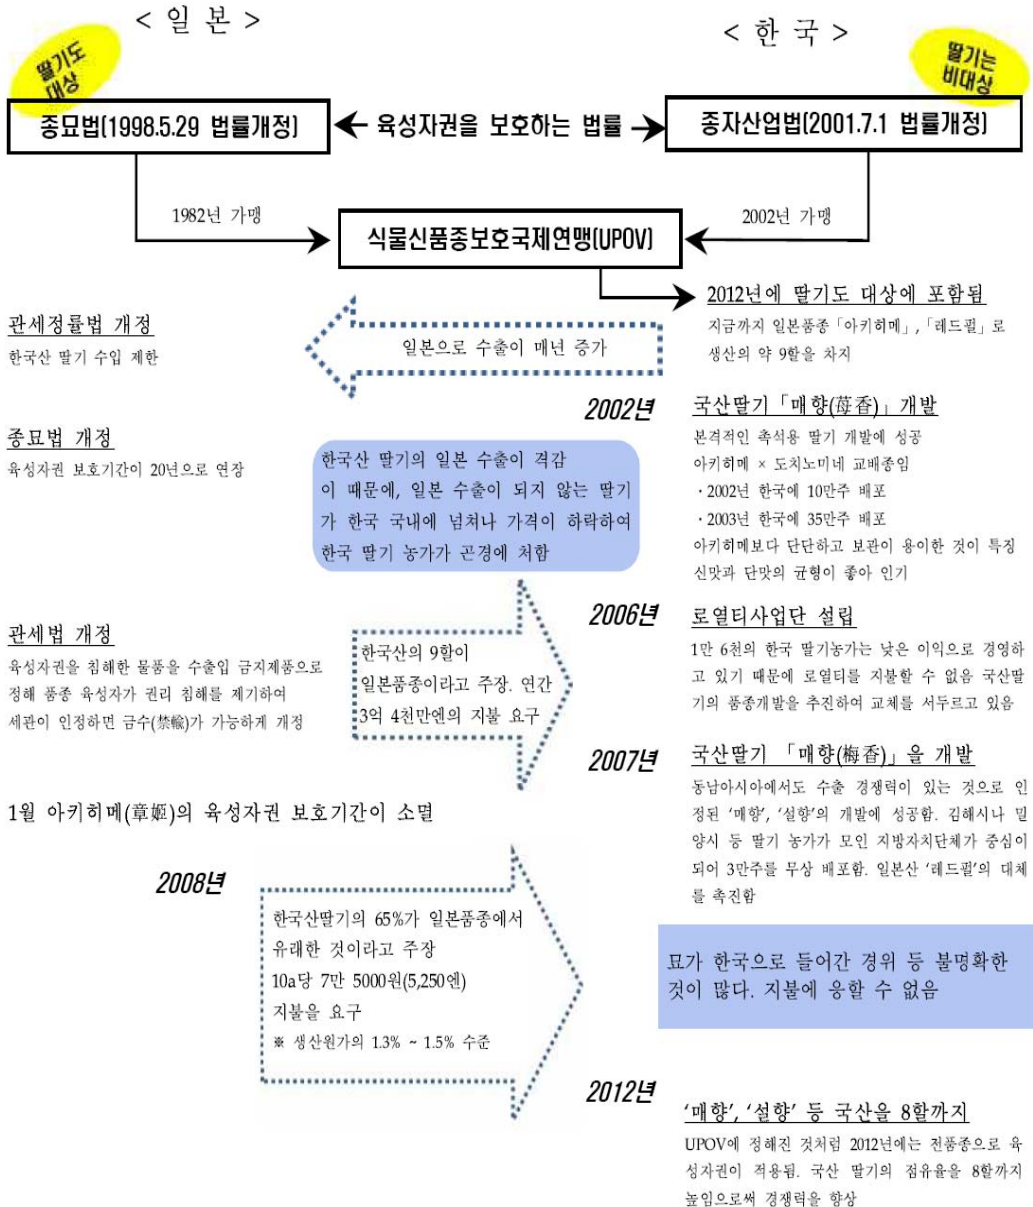 < 일 본 >
< 한 국 >
딸기도
대상
딸기는
비대상
종묘법(1998.5.29 법률개정)
육성자권을 보호하는 법률
종자산업법(2001.7.1 법률개정)
1982년 가맹
2002년 가맹
식물신품종보호국제연맹(UPOV)
2012년에 딸기도 대상에 포함됨
지금까지 일본품종「아키히메」,「레드펄」로
생산의 약 9할을 차지
관세정률법 개정
한국산 딸기 수입 제한
일본으로 수출이 매년 증가
2002년
국산딸기「매향(苺香)」개발
본격적인 촉석용 딸기 개발에 성공
아키히메 × 도치노미네 교배종임
·2002년 한국에 10만주 배포
·2003년 한국에 35만주 배포
아키히메보다 단단하고 보관이 용이한 것이 특징
신맛과 단맛의 균형이 좋아 인기
종묘법 개정
육성자권 보호기간이 20년으로 연장
한국산 딸기의 일본 수출이 격감
이 때문에, 일본 수출이 되지 않는 딸기
가 한국 국내에 넘쳐나 가격이 하락하여
한국 딸기 농가가 곤경에 처함
2006년
로열티사업단 설립
1만 6천의 한국 딸기농가는 낮은 이익으로 경영하
고 있기 때문에 로열티를 지불할 수 없음 국산딸
기의 품종개발을 추진하여 교체를 서두르고 있음
관세법 개정
육성자권을 침해한 물품을 수출입 금지제품으로
정해 품종 육성자가 권리 침해를 제기하여
세관이 인정하면 금수(禁輸)가 가능하게 개정
한국산의 9할이
일본품종이라고 주장. 연간
3억 4천만엔의 지불 요구
2007년
국산딸기 「매향(梅香)」을 개발
동남아시아에서도 수출 경쟁력이 있는 것으로 인
정된 '매향', '설향'의 개발에 성공함. 김해시나 밀
양시 등 딸기 농가가 모인 지방자치단체가 중심이
되어 3만주를 무상 배포함. 일본산 '레드펄'의 대체
를 촉진함
1월 아키히메(章姬)의 육성자권 보호기간이 소멸
2008년
한국산딸기의 65%가 일본품종에서
유래한 것이라고 주장
10a당 7만 5000원(5,250엔)
지불을 요구
※ 생산원가의 1.3% ~ 1.5% 수준
묘가 한국으로 들어간 경위 등 불명확한
것이 많다. 지불에 응할 수 없음
2012년
'매향', '설향' 등 국산을 8할까지
UPOV에 정해진 것처럼 2012년에는 전품종으로 육
성자권이 적용됨. 국산 딸기의 점유율을 8할까지
높임으로써 경쟁력을 향상